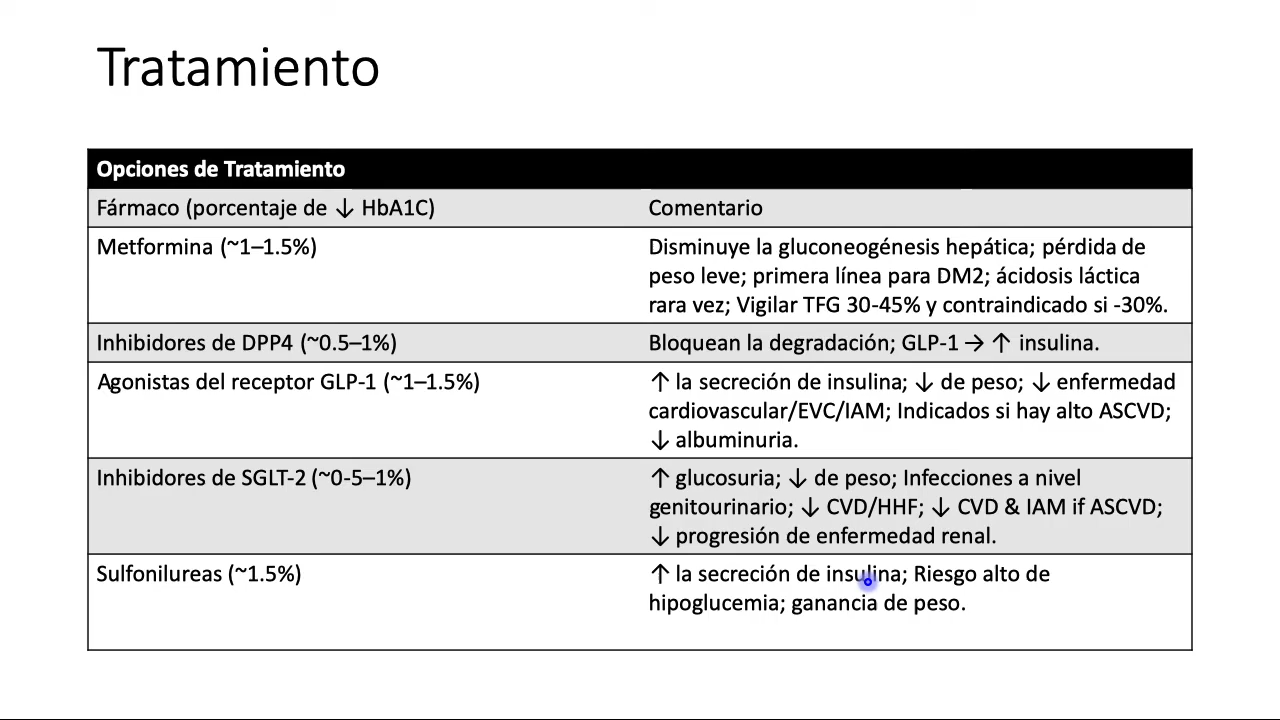 Tratamiento
Opciones de Tratamiento
Fármaco (porcentaje de ↓ HbA1C)
Comentario
Metformina (~1–1.5%)
Disminuye la gluconeogénesis hepática; pérdida de
peso leve; primera línea para DM2; ácidosis láctica
rara vez; Vigilar TFG 30-45% y contraindicado si -30%.
Inhibidores de DPP4 (~0.5–1%)
Bloquean la degradación; GLP-1 → ↑ insulina.
Agonistas del receptor GLP-1 (~1–1.5%)
↑ la secreción de insulina; ↓ de peso; ↓ enfermedad
cardiovascular/EVC/IAM; Indicados si hay alto ASCVD;
↓ albuminuria.
Inhibidores de SGLT-2 (~0-5–1%)
↑ glucosuria; ↓ de peso; Infecciones a nivel
genitourinario; ↓ CVD/HHF; ↓ CVD & IAM if ASCVD;
↓ progresión de enfermedad renal.
Sulfonilureas (~1.5%)
↑ la secreción de insulina; Riesgo alto de
hipoglucemia; ganancia de peso.